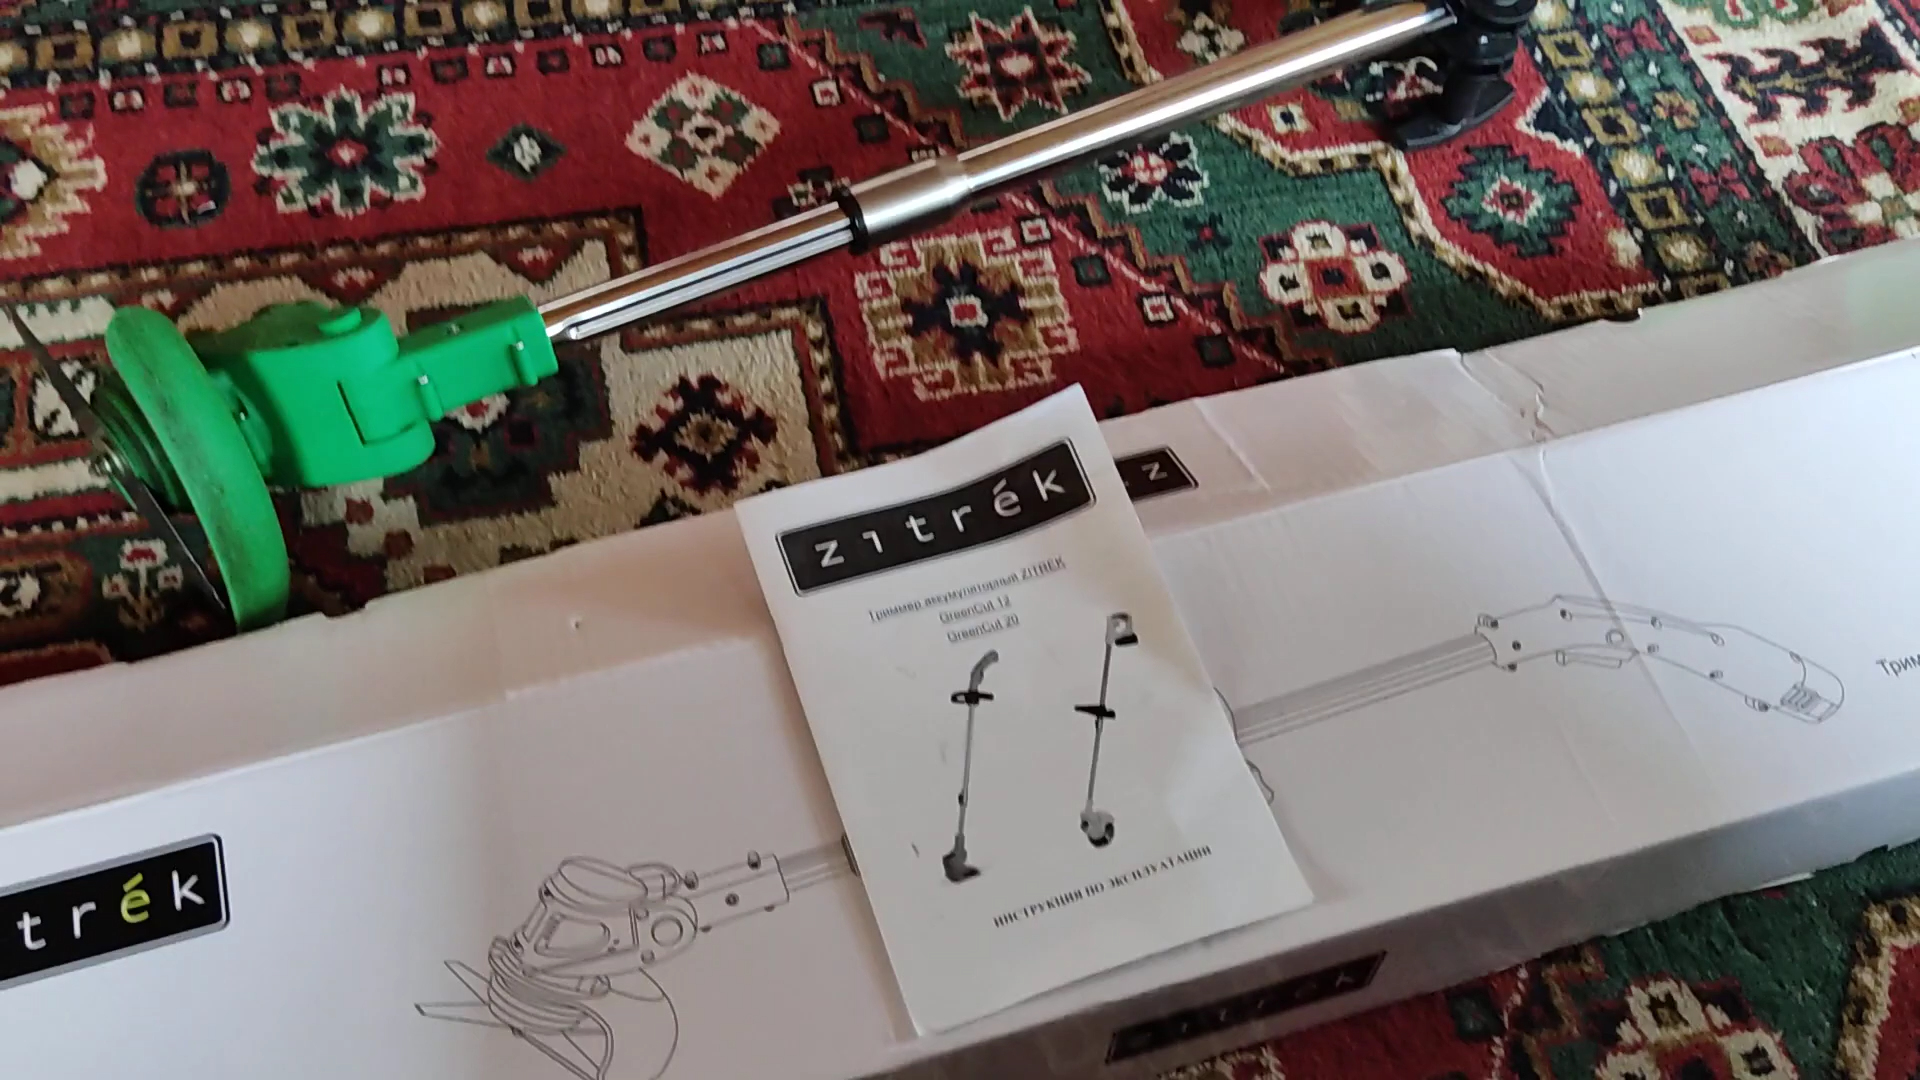 zitrék
Триммер аккумуляторный ZITREK
GreenCut 12
GreenCut 20
ИНСТРУКЦИЯ ПО ЭКСПЛУАТАЦИИ
z
trék
Трим
zitrék